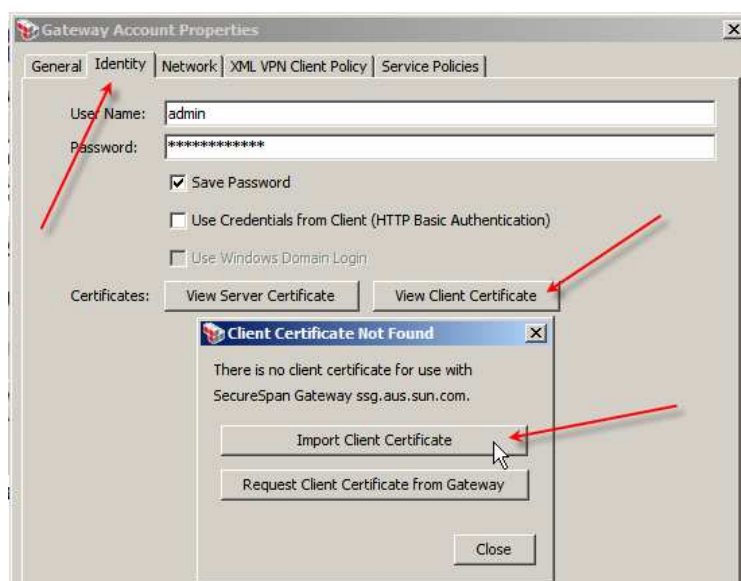 Gateway Account Properties
General Identity Network XML VPN Client Policy Service Policies
User Name: admin
Password: ************
Save Password
Use Credentials from Client (HTTP Basic Authentication)
Use Windows Domain Login
Certificates: View Server Certificate View Client Certificate
Client Certificate Not Found
There is no client certificate for use with
SecureSpan Gateway ssg.aus.sun.com.
Import Client Certificate
Request Client Certificate from Gateway
Close